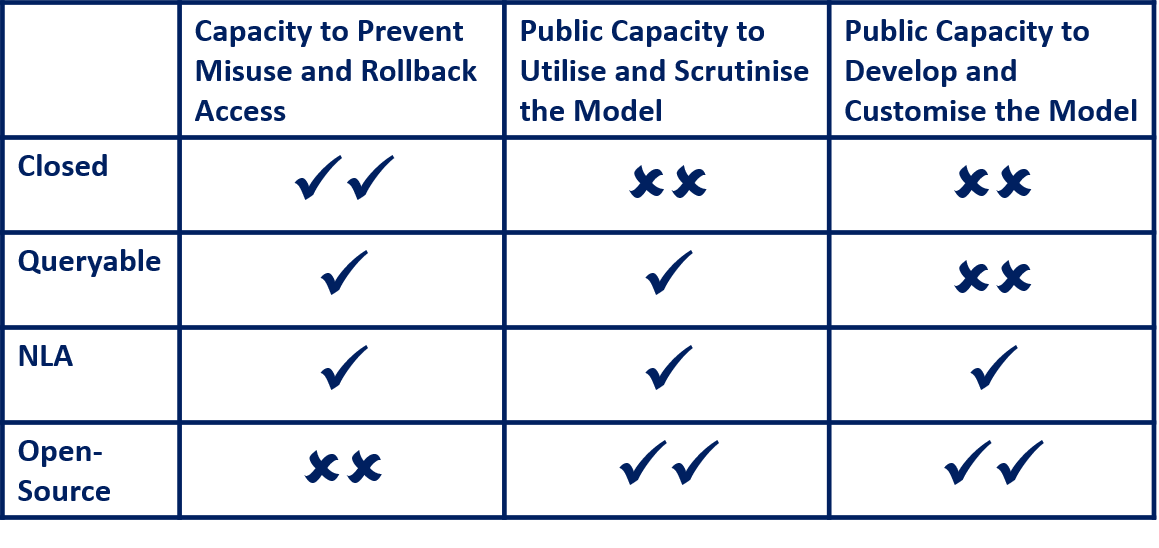 Capacity to Prevent
Misuse and Rollback
Access
Public Capacity to
Utilise and Scrutinise
the Model
Public Capacity to
Develop and
Customise the Model
Closed
✓✓
✗✗
✗✗
Queryable
✓
✓
✗✗
NLA
✓
✓
✓
Open-
Source
✗✗
✓✓
✓✓